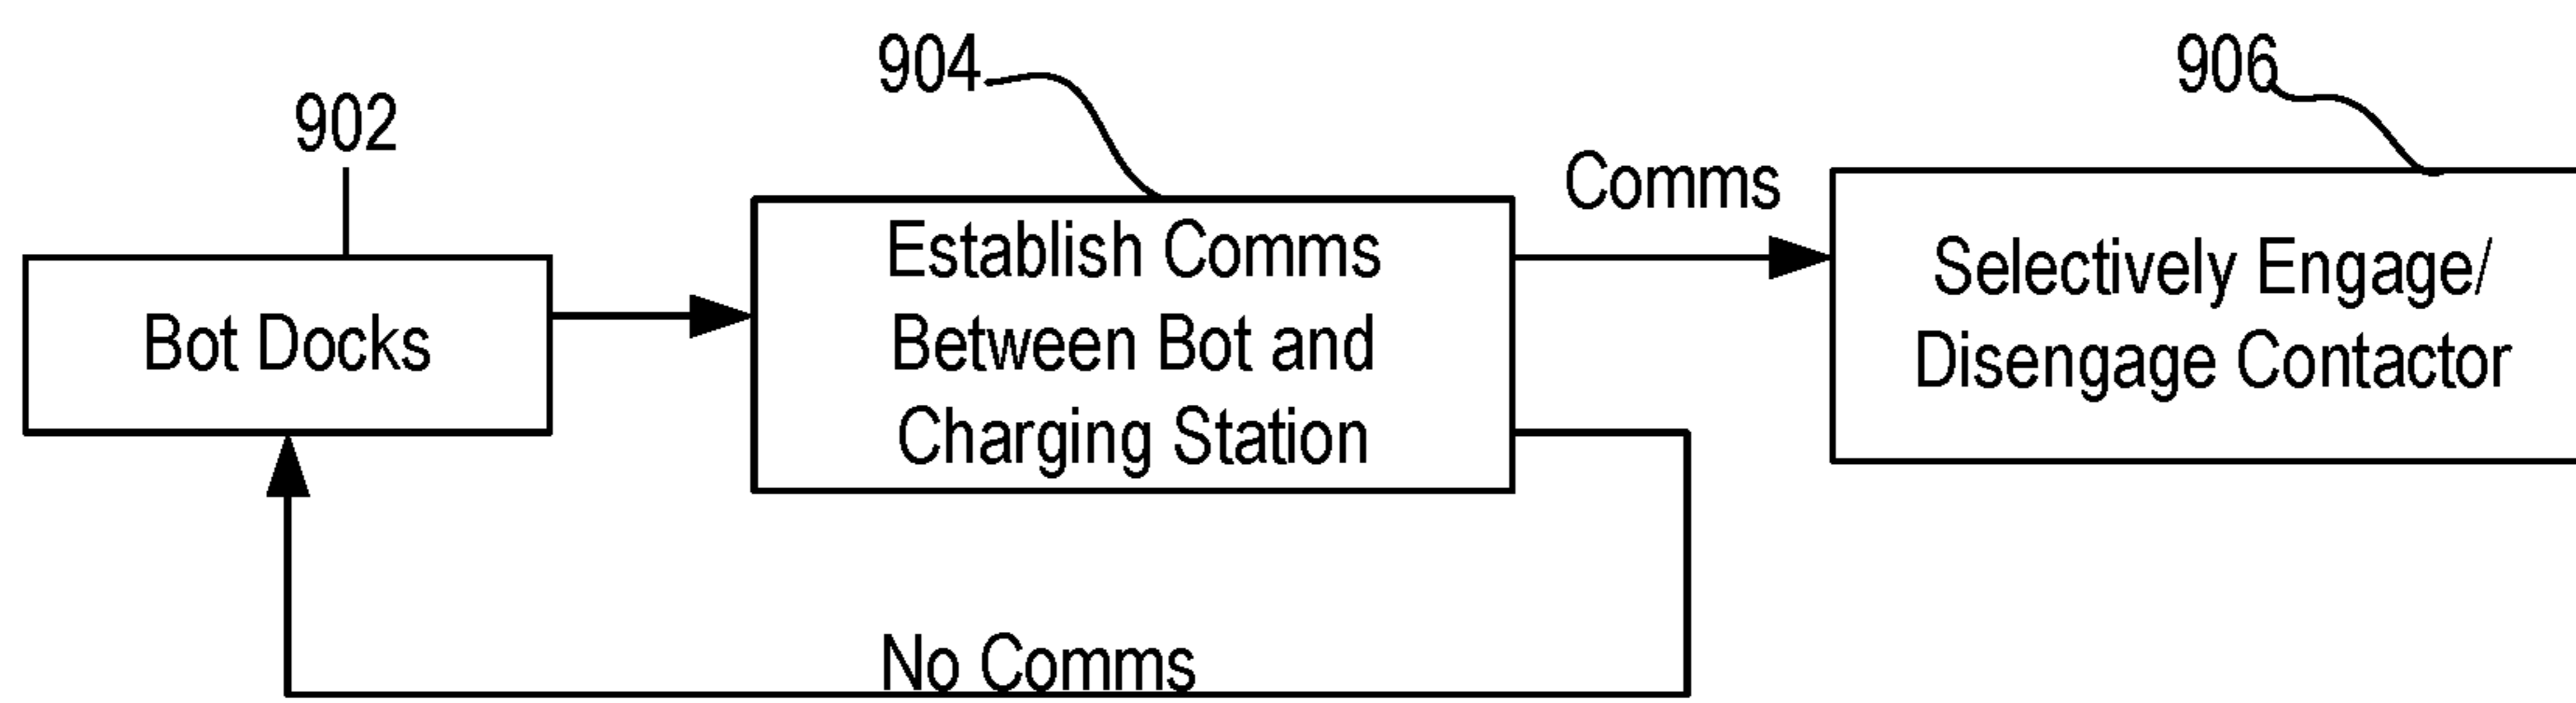 902
904
906
Bot Docks
Establish Comms
Between Bot and
Charging Station
Comms
Selectively Engage/
Disengage Contactor
No Comms